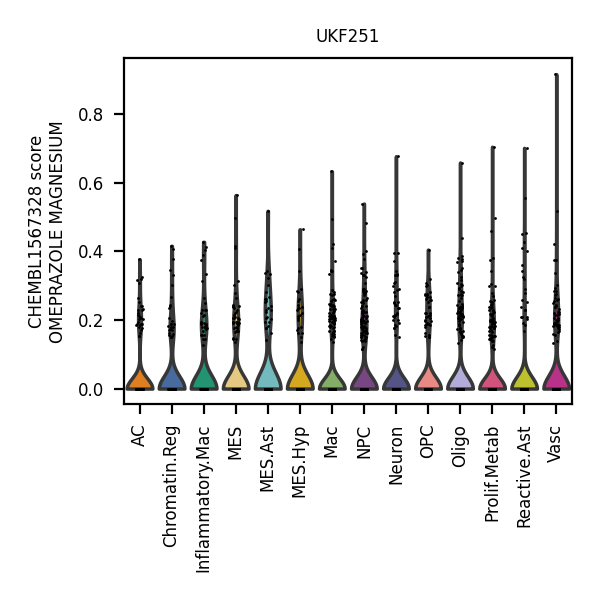 UKF251
CHEMBL1567328 score
OMEPRAZOLE MAGNESIUM
0.8
0.6
0.4
0.2
0.0
AC
Chromatin.Reg
Inflammatory.Mac
MES
MES.Ast
MES.Hyp
Mac
NPC
Neuron
OPC
Oligo
Prolif.Metab
Reactive.Ast
Vasc